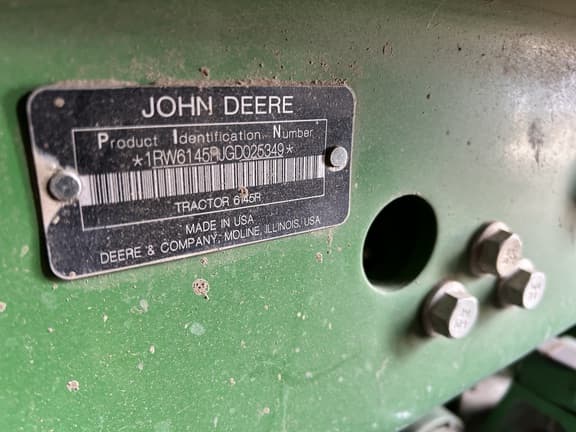 JOHN DEERE
Product Identification Number
*1RW6145RJGD025349*
TRACTOR 6145R
MADE IN USA
DEERE & COMPANY, MOLINE, ILLINOIS, USA